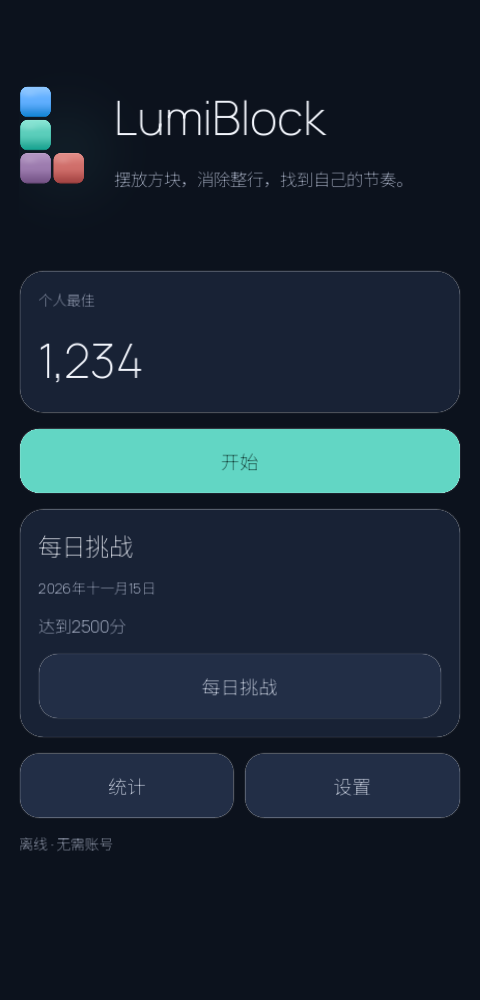 LumiBlock
摆放方块，消除整行，找到自己的节奏。
个人最佳
1,234
开始
每日挑战
2026年十一月15日
达到2500分
每日挑战
统计
设置
离线 · 无需账号